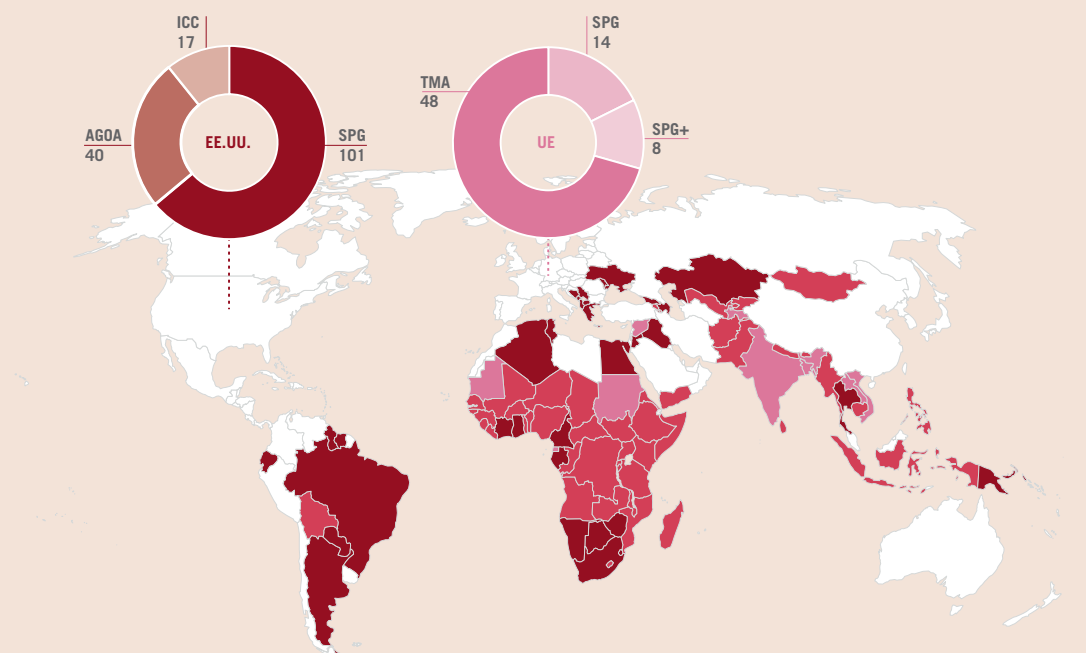 ICC
17
AGOA
40
EE.UU.
SPG
101
SPG
14
TMA
48
UE
SPG+
8